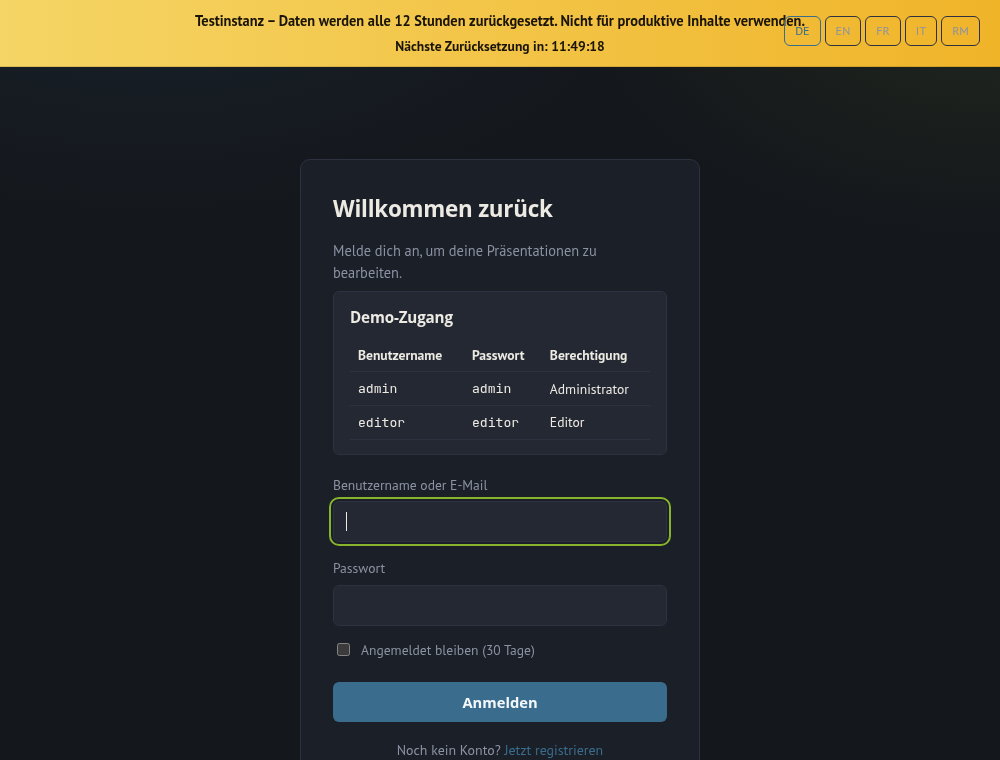 Testinstanz – Daten werden alle 12 Stunden zurückgesetzt. Nicht für produktive Inhalte verwenden.
Nächste Zurücksetzung in: 11:49:18
DE EN FR IT RM
Willkommen zurück
Melde dich an, um deine Präsentationen zu
bearbeiten.
Demo-Zugang
Benutzername Passwort Berechtigung
admin admin Administrator
editor editor Editor
Benutzername oder E-Mail
Passwort
Angemeldet bleiben (30 Tage)
Anmelden
Noch kein Konto? Jetzt registrieren